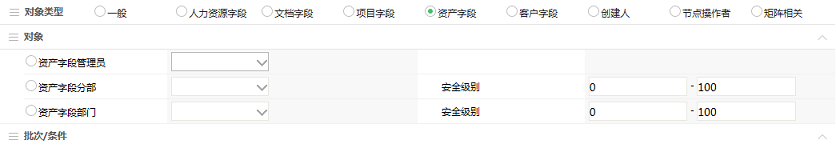 对象类型 一般 人力资源字段 文档字段 项目字段 资产字段 客户字段 创建人 节点操作者 矩阵相关
对象
资产字段管理员
资产字段分部 安全级别 0 - 100
资产字段部门 安全级别 0 - 100
批次/条件